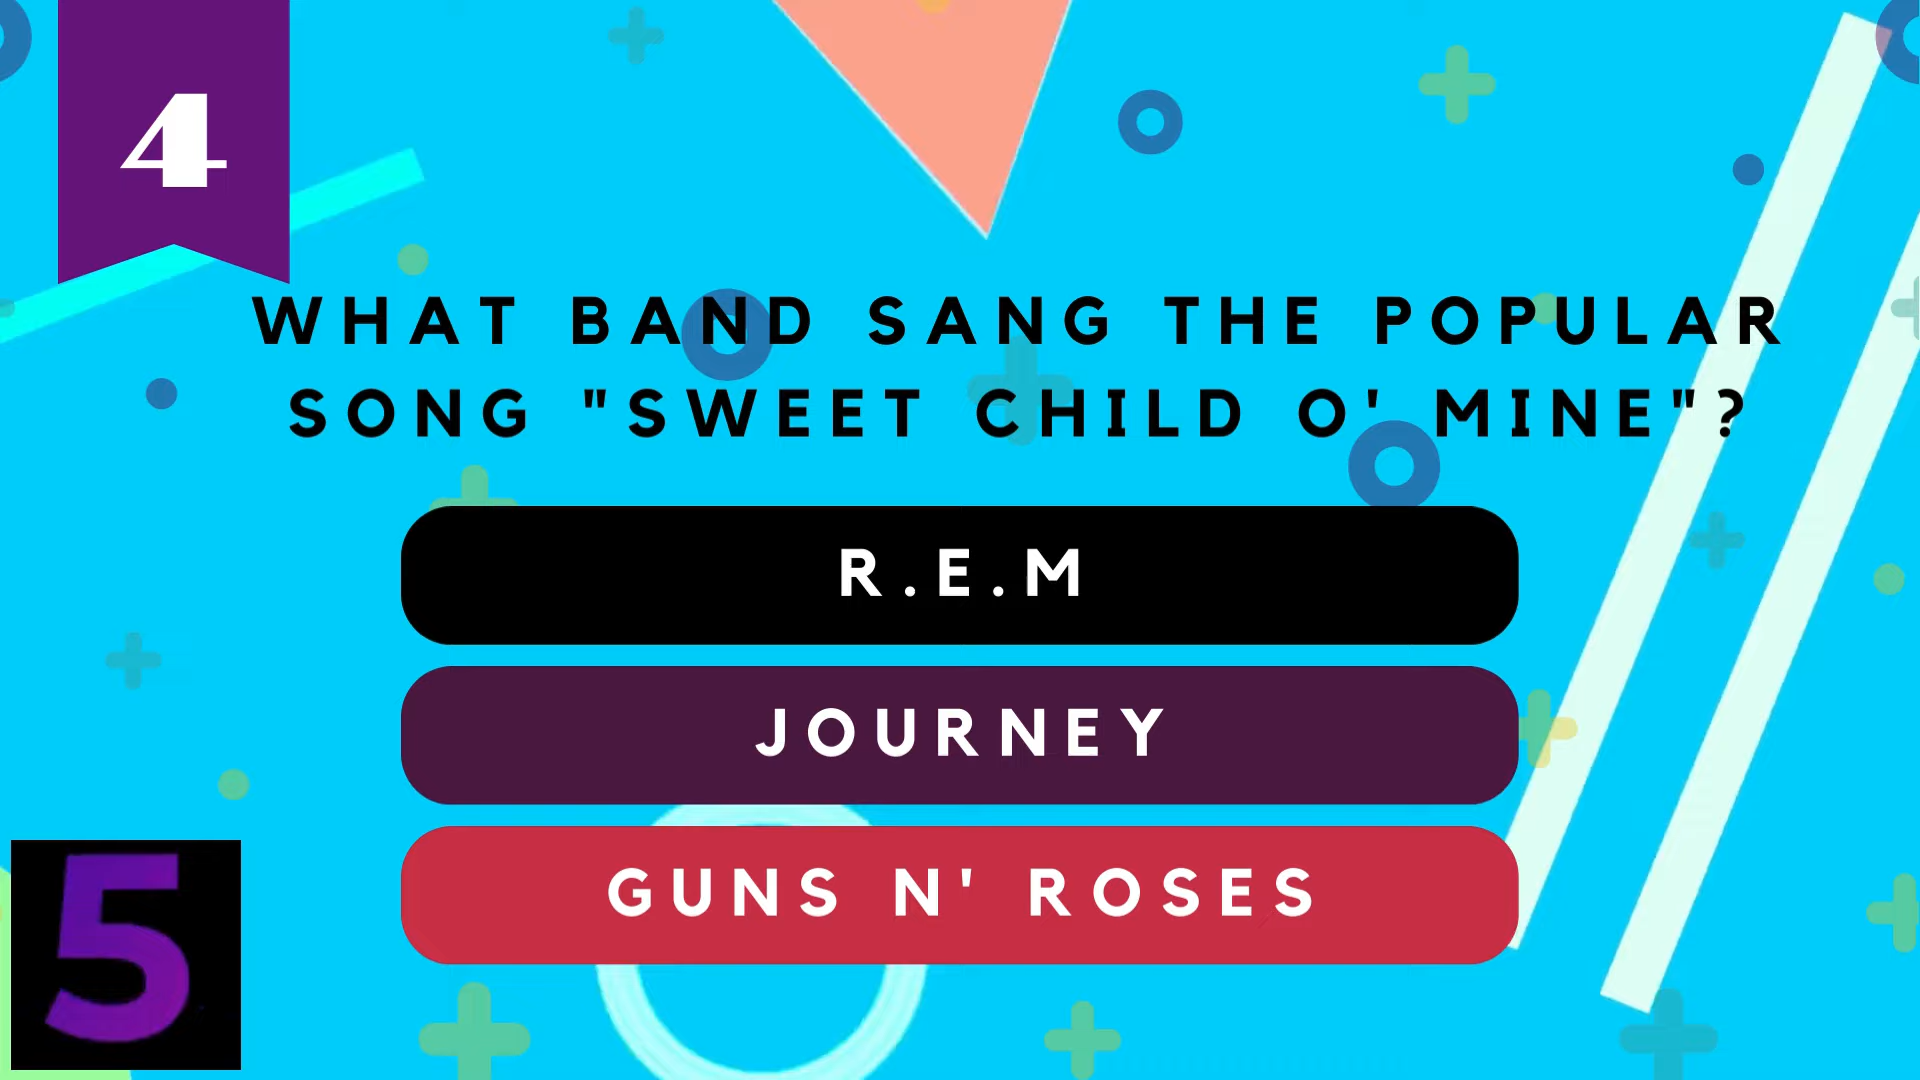 4
WHAT BAND SANG THE POPULAR
SONG "SWEET CHILD O' MINE"?
R.E.M
JOURNEY
GUNS N' ROSES
5